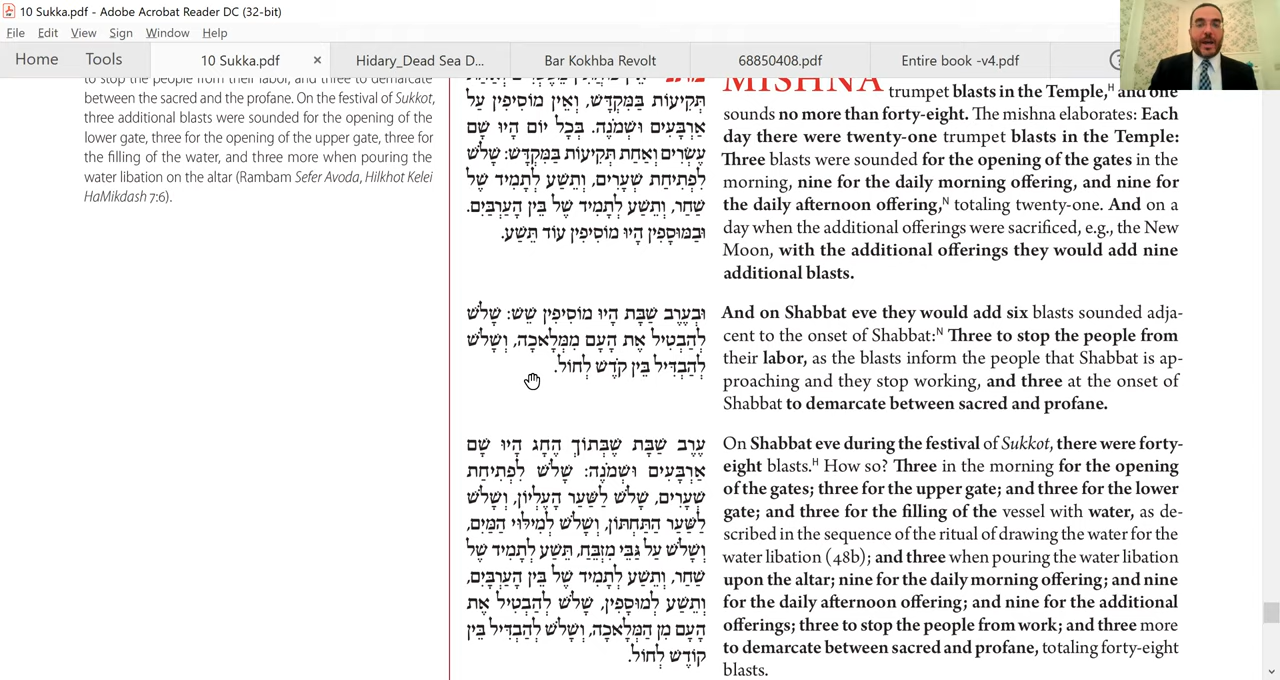 10 Sukka.pdf - Adobe Acrobat Reader DC (32-bit)
File Edit View Sign Window Help
Home Tools 10 Sukka.pdf × Hidary_Dead Sea D... Bar Kokhba Revolt 68850408.pdf Entire book -v4.pdf
to stop the people from their labor, and three to demarcate
between the sacred and the profane. On the festival of Sukkot,
three additional blasts were sounded for the opening of the
lower gate, three for the opening of the upper gate, three for
the filling of the water, and three more when pouring the
water libation on the altar (Rambam Sefer Avoda, Hilkhot Kelei
HaMikdash 7:6).
תְּקִיעוֹת בַּמִּקְדָּשׁ, וְאֵין מוֹסִיפִין עַל
אַרְבָּעִים וּשְׁמֹנֶה. בְּכָל יוֹם הָיוּ שָׁם
עֶשְׂרִים וְאַחַת תְּקִיעוֹת בַּמִּקְדָּשׁ: שָׁלֹשׁ
לִפְתִיחַת שְׁעָרִים, וְתֵשַׁע לְתָמִיד שֶׁל
שַׁחַר, וְתֵשַׁע לְתָמִיד שֶׁל בֵּין הָעַרְבַּיִם.
וּבַמּוּסָפִין הָיוּ מוֹסִיפִין עוֹד תֵּשַׁע.
וּבְעֶרֶב שַׁבָּת הָיוּ מוֹסִיפִין שֵׁשׁ: שָׁלֹשׁ
לְהַבְטִיל אֶת הָעָם מִמְּלָאכָה, וְשָׁלֹשׁ
לְהַבְדִּיל בֵּין קֹדֶשׁ לְחוֹל.
עֶרֶב שַׁבָּת שֶׁבְּתוֹךְ הֶחָג הָיוּ שָׁם
אַרְבָּעִים וּשְׁמֹנֶה: שָׁלֹשׁ לִפְתִיחַת
שְׁעָרִים, שָׁלֹשׁ לַשַּׁעַר הָעֶלְיוֹן, וְשָׁלֹשׁ
לַשַּׁעַר הַתַּחְתּוֹן, וְשָׁלֹשׁ לְמִילּוּי הַמַּיִם,
וְשָׁלֹשׁ עַל גַּבֵּי מִזְבֵּחַ, תֵּשַׁע לְתָמִיד שֶׁל
שַׁחַר, וְתֵשַׁע לְתָמִיד שֶׁל בֵּין הָעַרְבַּיִם,
וְתֵשַׁע לְמוּסָפִין, שָׁלֹשׁ לְהַבְטִיל אֶת
הָעָם מִן הַמְּלָאכָה, וְשָׁלֹשׁ לְהַבְדִּיל בֵּין
קוֹדֶשׁ לְחוֹל.
MISHNA trumpet blasts in the Temple,ᴴ and one
sounds no more than forty-eight. The mishna elaborates: Each
day there were twenty-one trumpet blasts in the Temple:
Three blasts were sounded for the opening of the gates in the
morning, nine for the daily morning offering, and nine for
the daily afternoon offering,ᴺ totaling twenty-one. And on a
day when the additional offerings were sacrificed, e.g., the New
Moon, with the additional offerings they would add nine
additional blasts.
And on Shabbat eve they would add six blasts sounded adja-
cent to the onset of Shabbat:ᴺ Three to stop the people from
their labor, as the blasts inform the people that Shabbat is ap-
proaching and they stop working, and three at the onset of
Shabbat to demarcate between sacred and profane.
On Shabbat eve during the festival of Sukkot, there were forty-
eight blasts.ᴴ How so? Three in the morning for the opening
of the gates; three for the upper gate; and three for the lower
gate; and three for the filling of the vessel with water, as de-
scribed in the sequence of the ritual of drawing the water for the
water libation (48b); and three when pouring the water libation
upon the altar; nine for the daily morning offering; and nine
for the daily afternoon offering; and nine for the additional
offerings; three to stop the people from work; and three more
to demarcate between sacred and profane, totaling forty-eight
blasts.